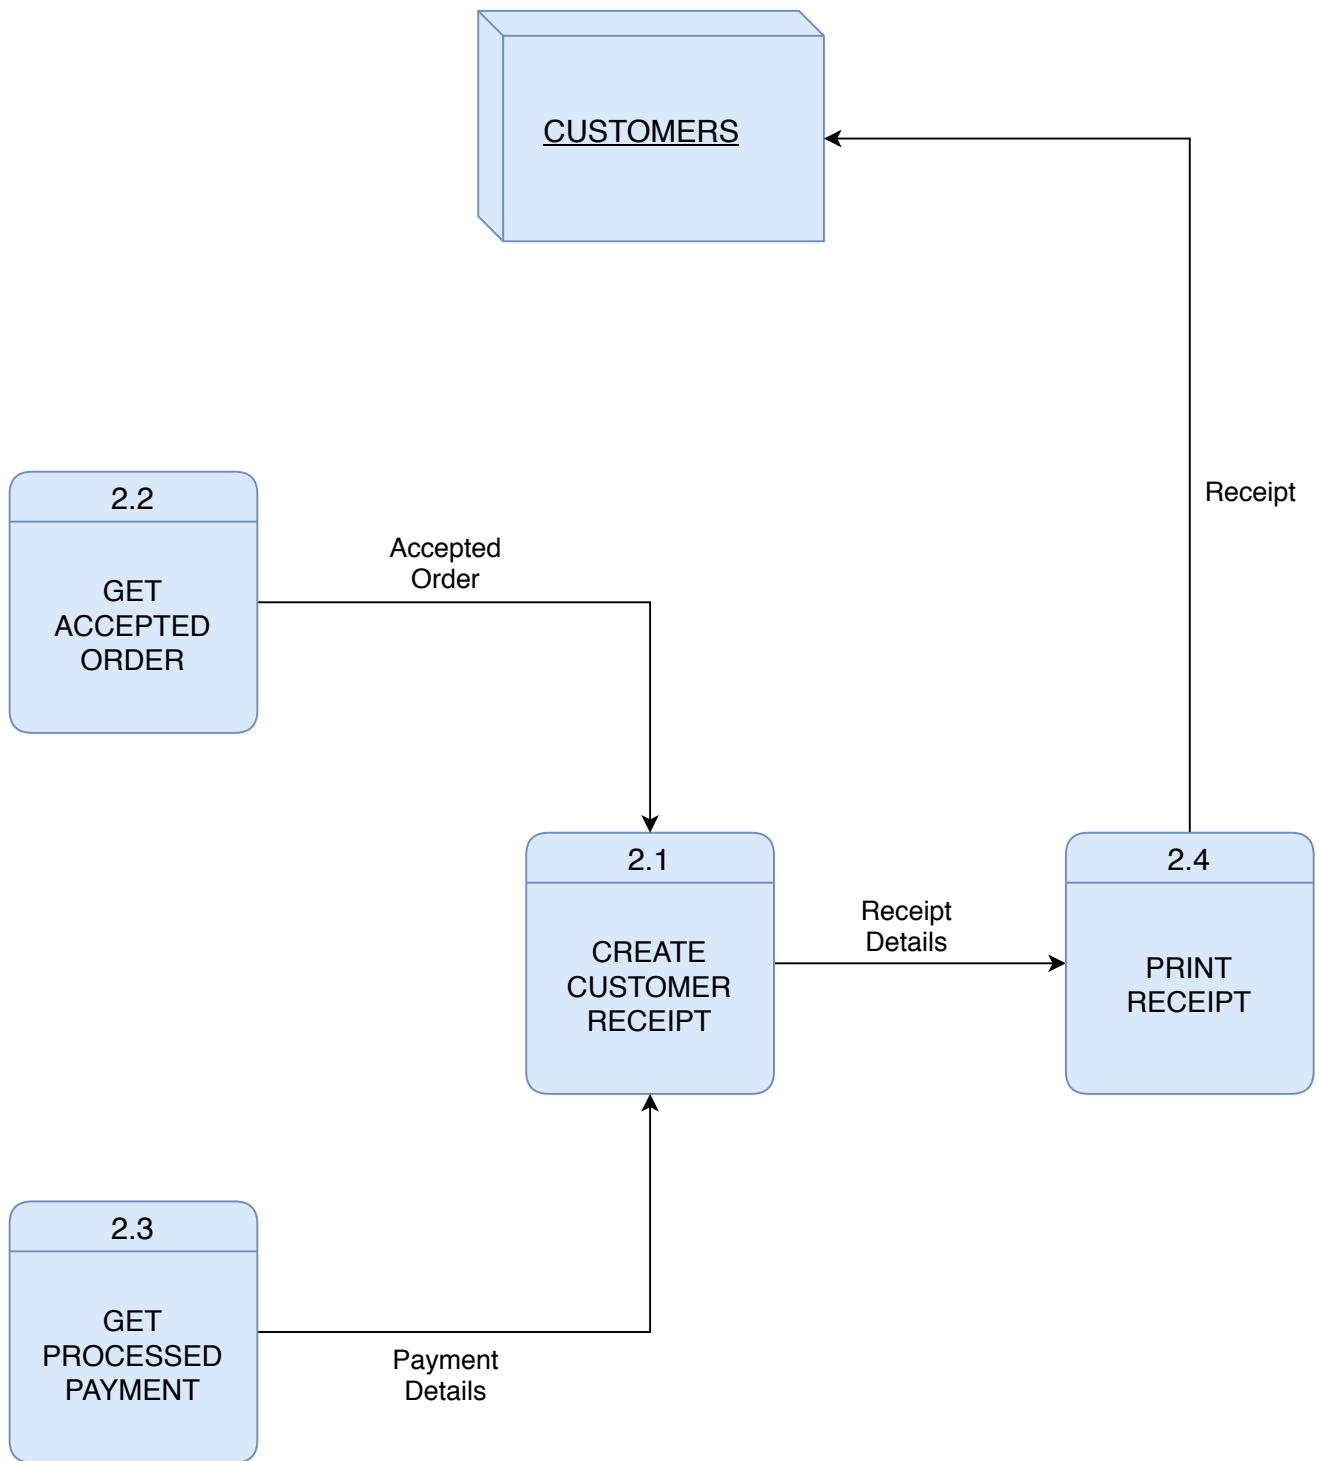 CUSTOMERS
Receipt
2.2
GET
ACCEPTED
ORDER
Accepted
Order
2.1
CREATE
CUSTOMER
RECEIPT
Receipt
Details
2.4
PRINT
RECEIPT
2.3
GET
PROCESSED
PAYMENT
Payment
Details